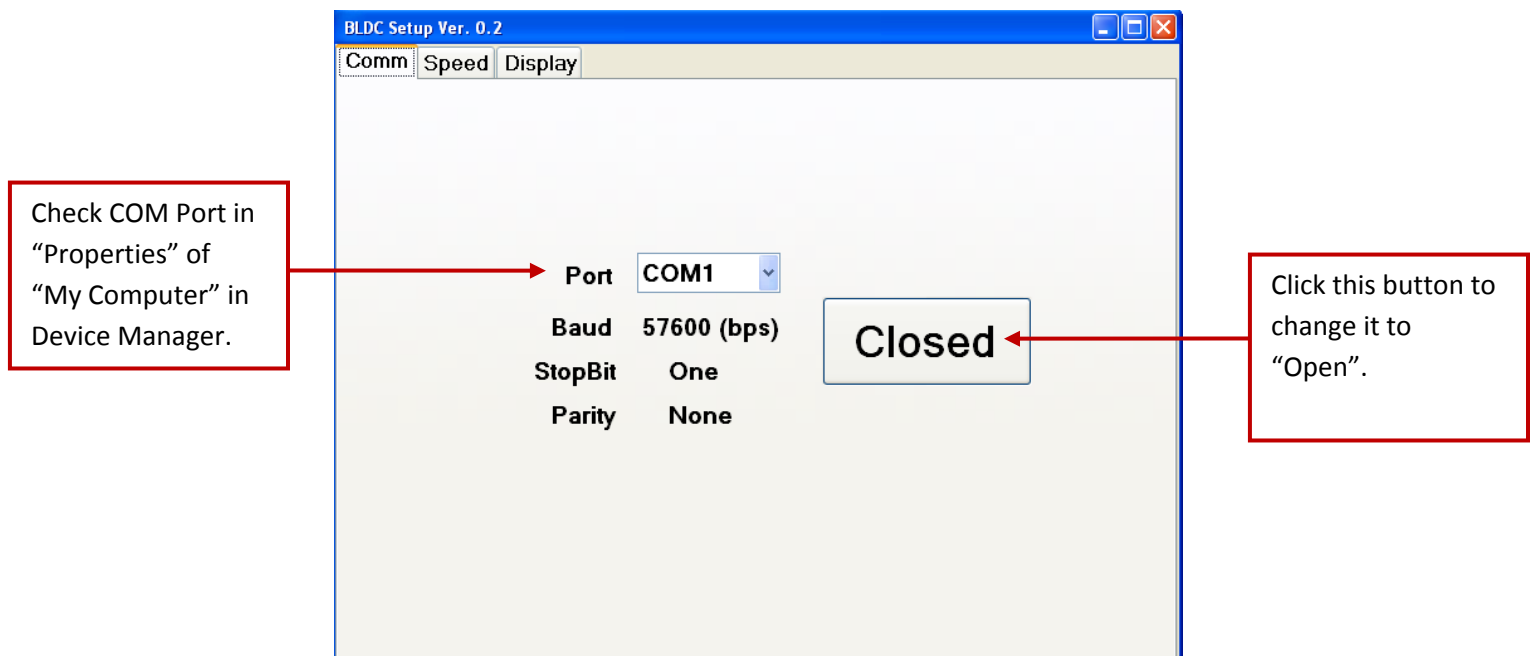 BLDC Setup Ver. 0.2
Comm Speed Display
Check COM Port in
“Properties” of
“My Computer” in
Device Manager.
Port COM1
Baud 57600 (bps)
StopBit One
Parity None
Closed
Click this button to
change it to
“Open”.